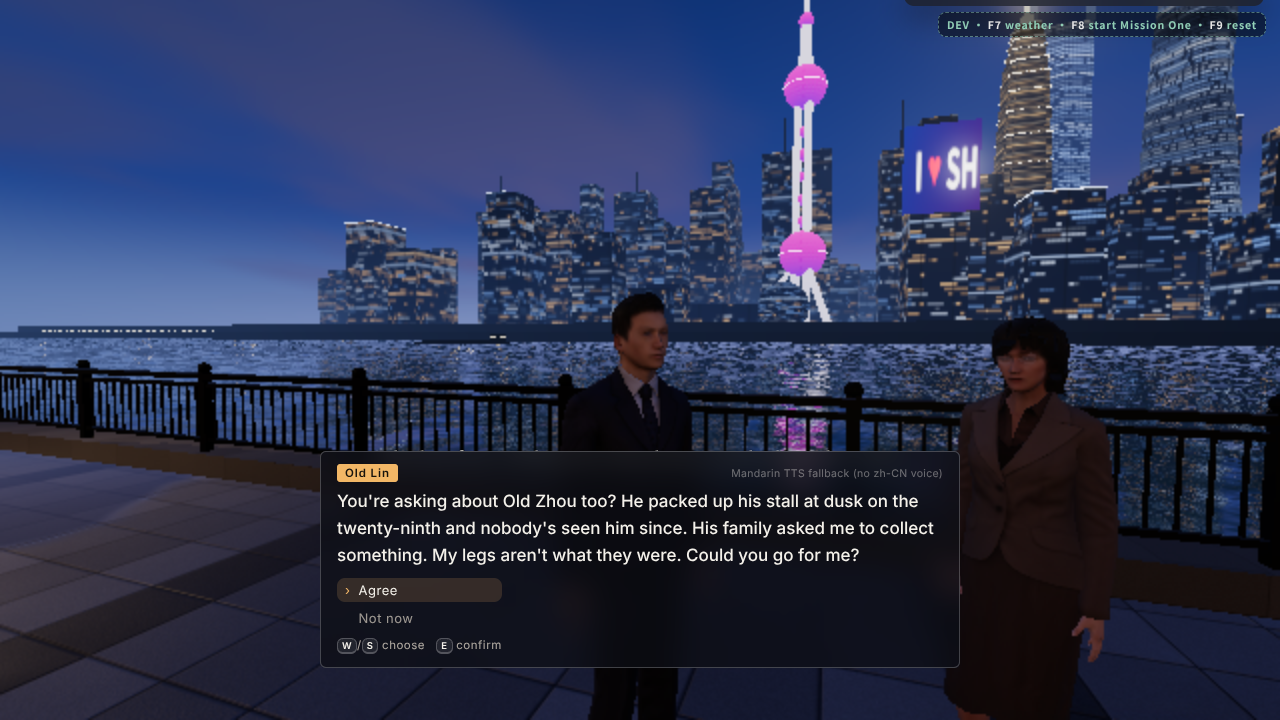 DEV • F7 weather • F8 start Mission One • F9 reset
I ♥ SH
Old Lin
Mandarin TTS fallback (no zh-CN voice)
You're asking about Old Zhou too? He packed up his stall at dusk on the
twenty-ninth and nobody's seen him since. His family asked me to collect
something. My legs aren't what they were. Could you go for me?
› Agree
Not now
W/S choose E confirm